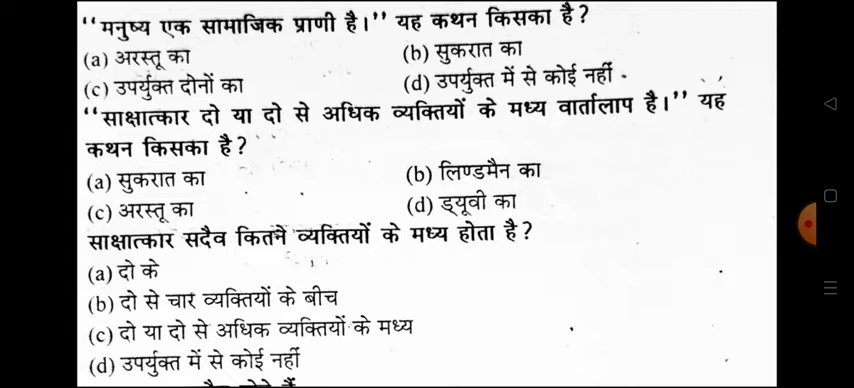 ‘‘मनुष्य एक सामाजिक प्राणी है।’’ यह कथन किसका है?
(a) अरस्तू का (b) सुकरात का
(c) उपर्युक्त दोनों का (d) उपर्युक्त में से कोई नहीं
‘‘साक्षात्कार दो या दो से अधिक व्यक्तियों के मध्य वार्तालाप है।’’ यह
कथन किसका है?
(a) सुकरात का (b) लिण्डमैन का
(c) अरस्तू का (d) ड्यूवी का
साक्षात्कार सदैव कितने व्यक्तियों के मध्य होता है?
(a) दो के
(b) दो से चार व्यक्तियों के बीच
(c) दो या दो से अधिक व्यक्तियों के मध्य
(d) उपर्युक्त में से कोई नहीं